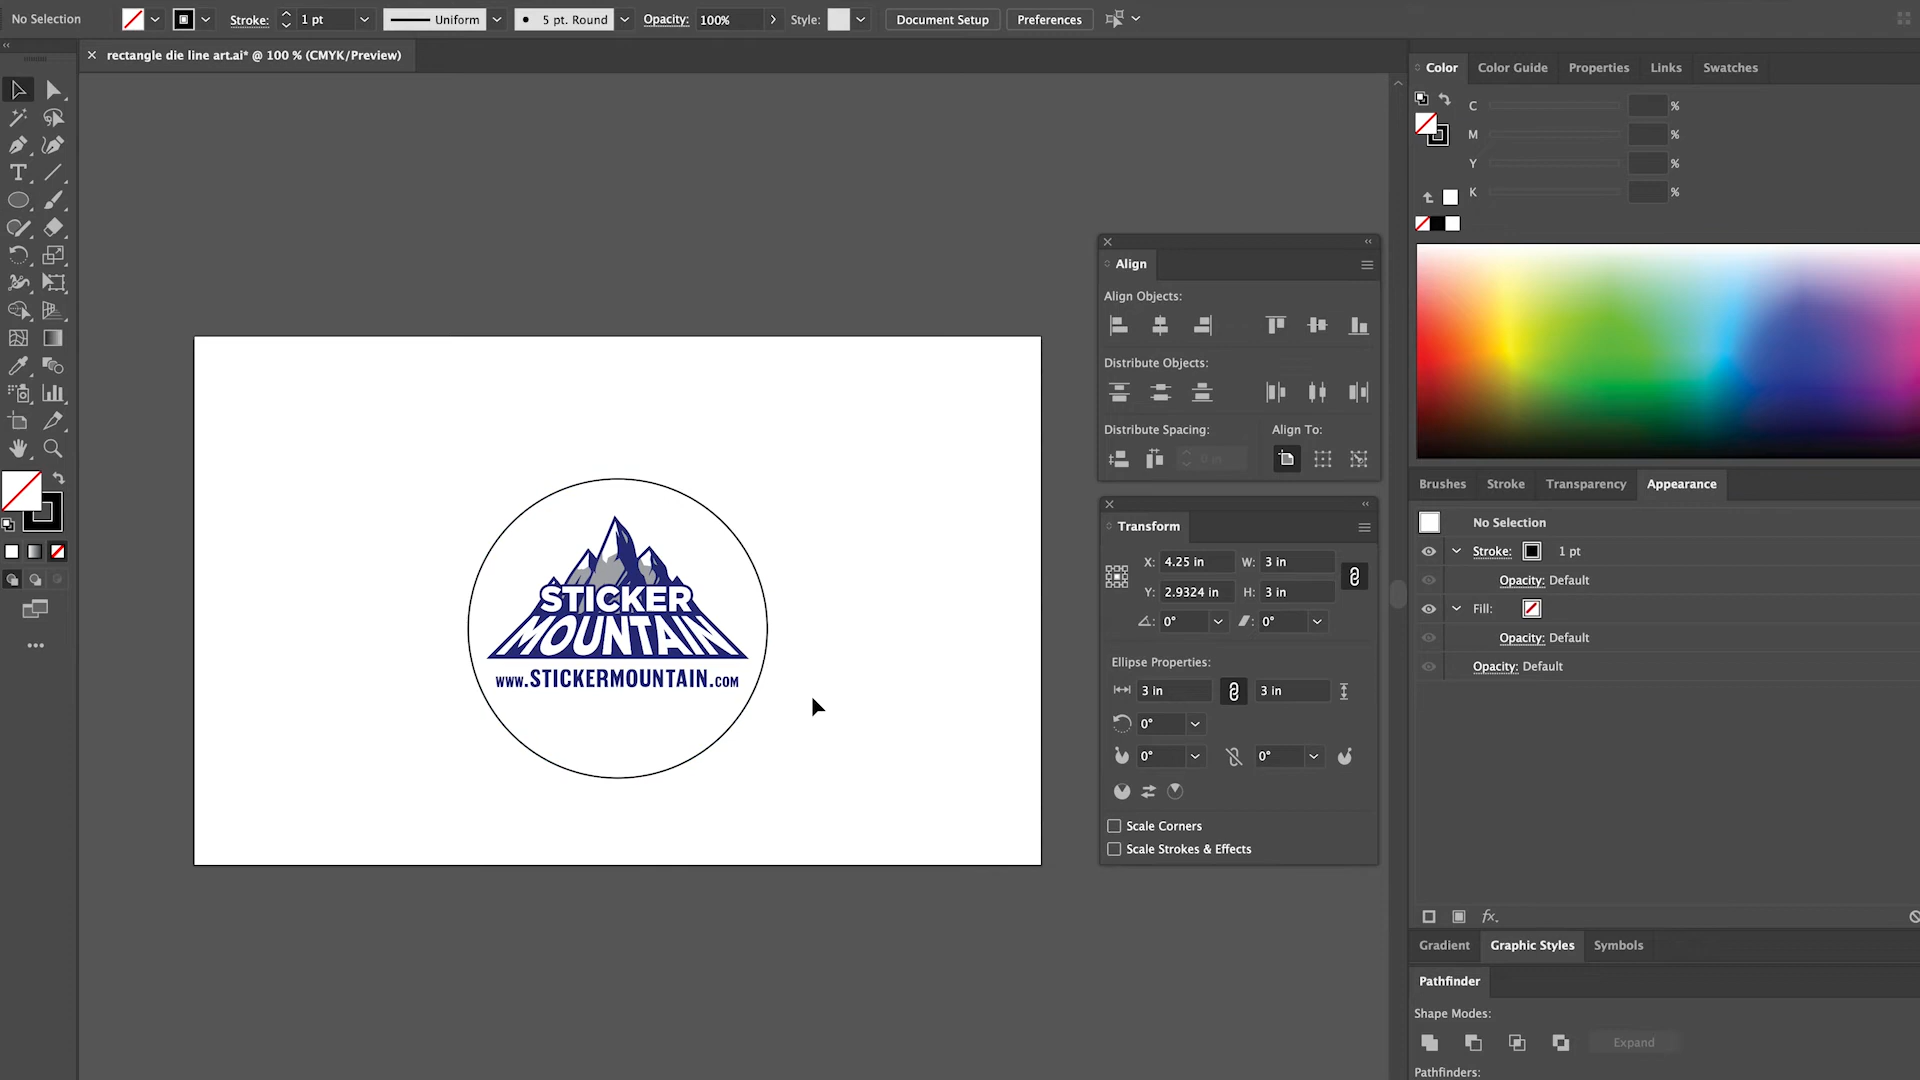 No Selection
Stroke: 1 pt
Uniform
5 pt. Round
Opacity: 100%
Style:
Document Setup
Preferences
rectangle die line art.ai* @ 100 % (CMYK/Preview)
STICKER
MOUNTAIN
www.STICKERMOUNTAIN.COM
Align
Align Objects:
Distribute Objects:
Distribute Spacing:
Align To:
0 in
Transform
X: 4.25 in
W: 3 in
Y: 2.9324 in
H: 3 in
0°
0°
Ellipse Properties:
3 in
3 in
0°
0°
0°
Scale Corners
Scale Strokes & Effects
Color
Color Guide
Properties
Links
Swatches
C %
M %
Y %
K %
Brushes
Stroke
Transparency
Appearance
No Selection
Stroke: 1 pt
Opacity: Default
Fill:
Opacity: Default
Opacity: Default
fx.
Gradient
Graphic Styles
Symbols
Pathfinder
Shape Modes:
Expand
Pathfinders: